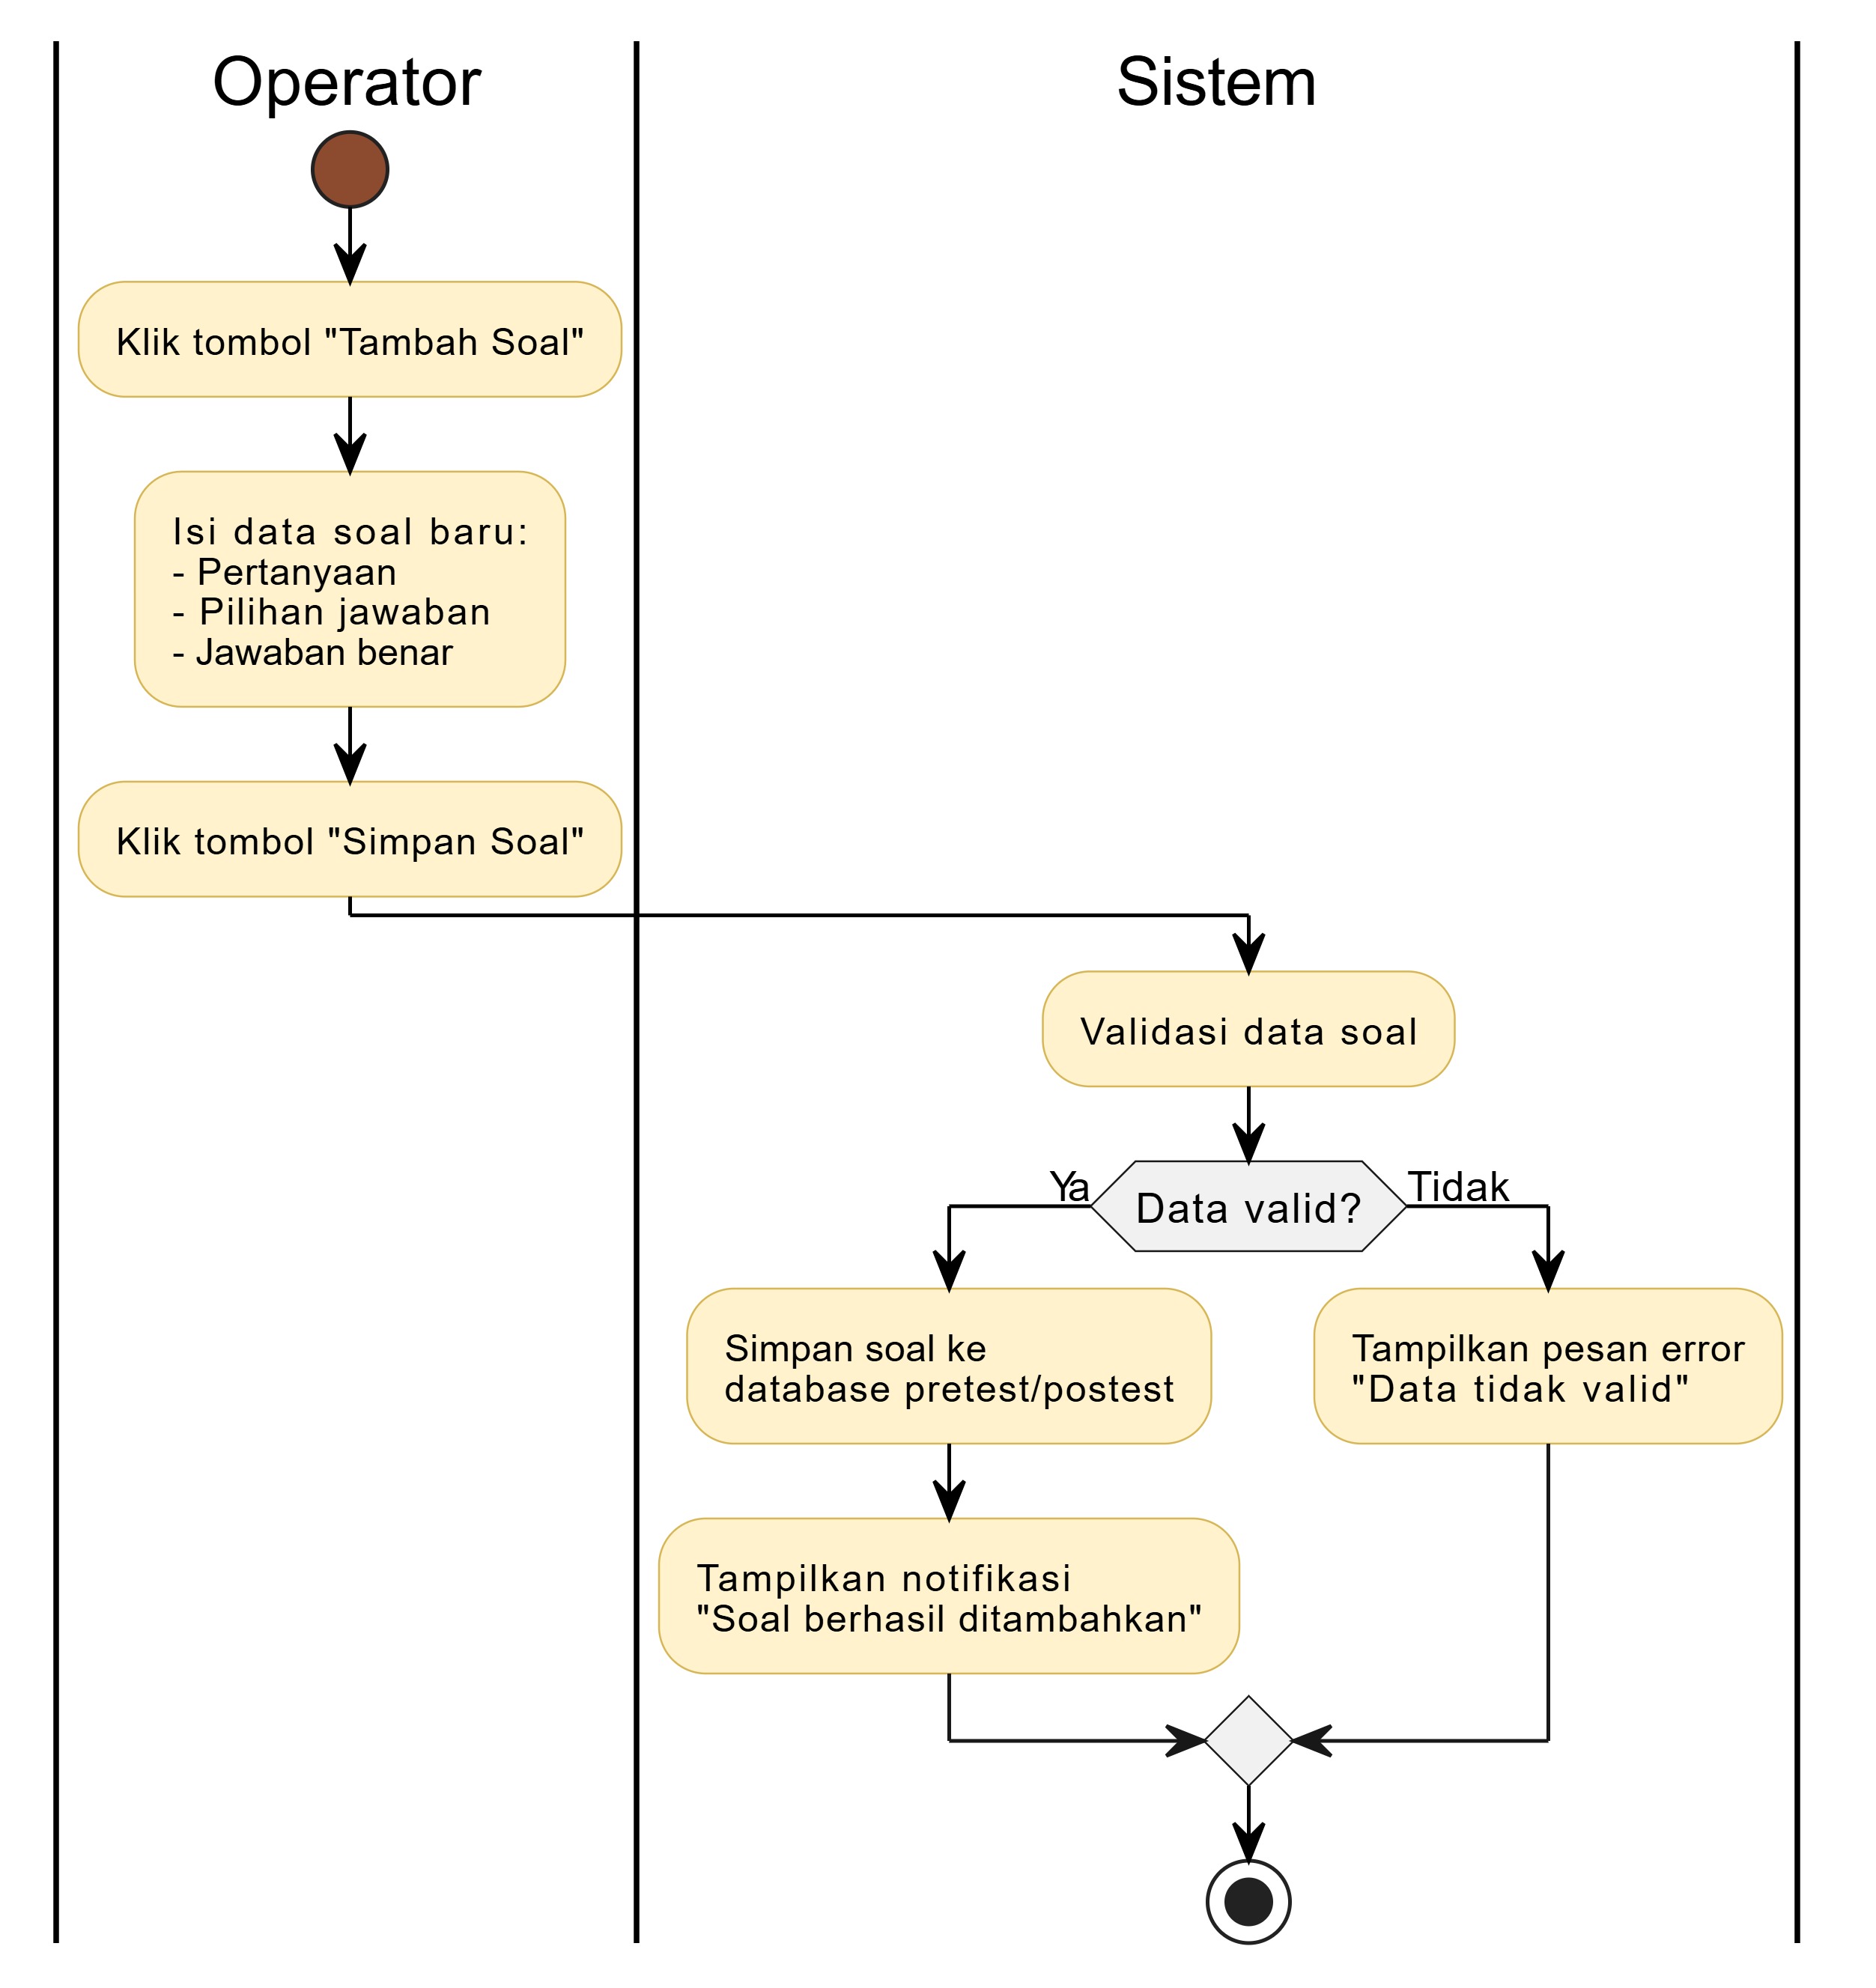 Operator
Sistem
Klik tombol "Tambah Soal"
Isi data soal baru:
- Pertanyaan
- Pilihan jawaban
- Jawaban benar
Klik tombol "Simpan Soal"
Validasi data soal
Ya
Data valid?
Tidak
Simpan soal ke
database pretest/postest
Tampilkan pesan error
"Data tidak valid"
Tampilkan notifikasi
"Soal berhasil ditambahkan"